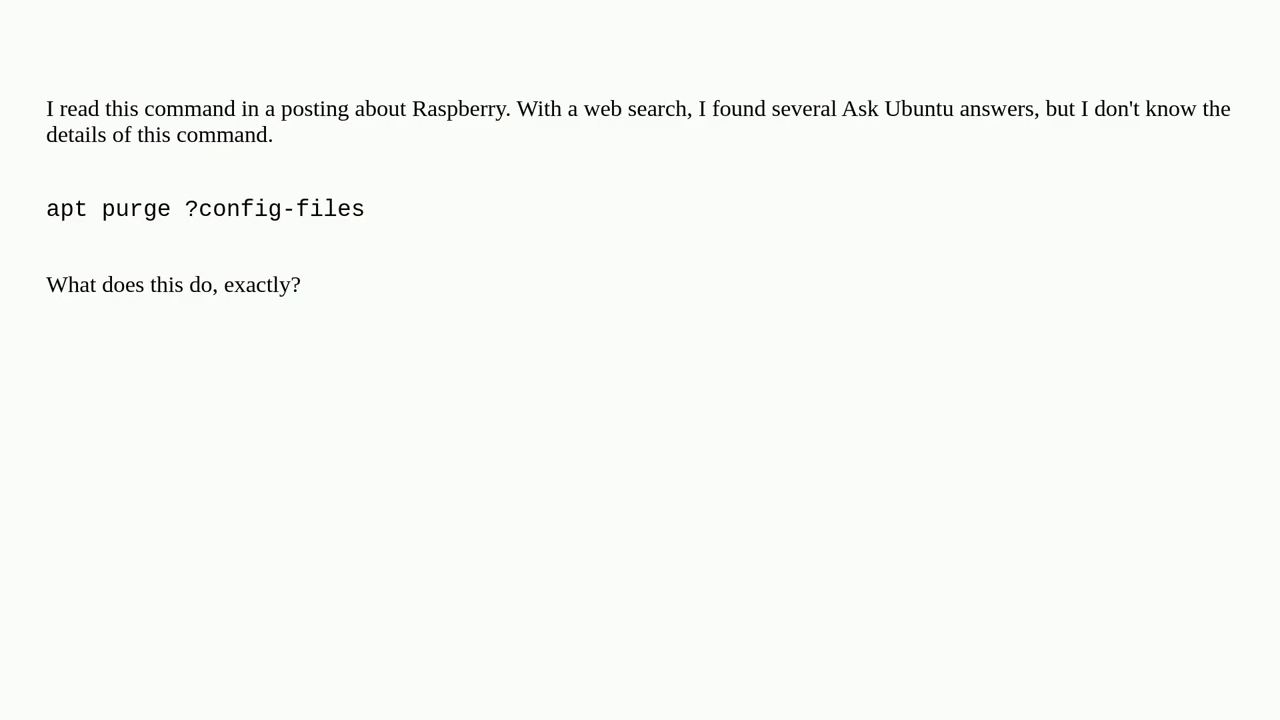 I read this command in a posting about Raspberry. With a web search, I found several Ask Ubuntu answers, but I don't know the
details of this command.
apt purge ?config-files
What does this do, exactly?